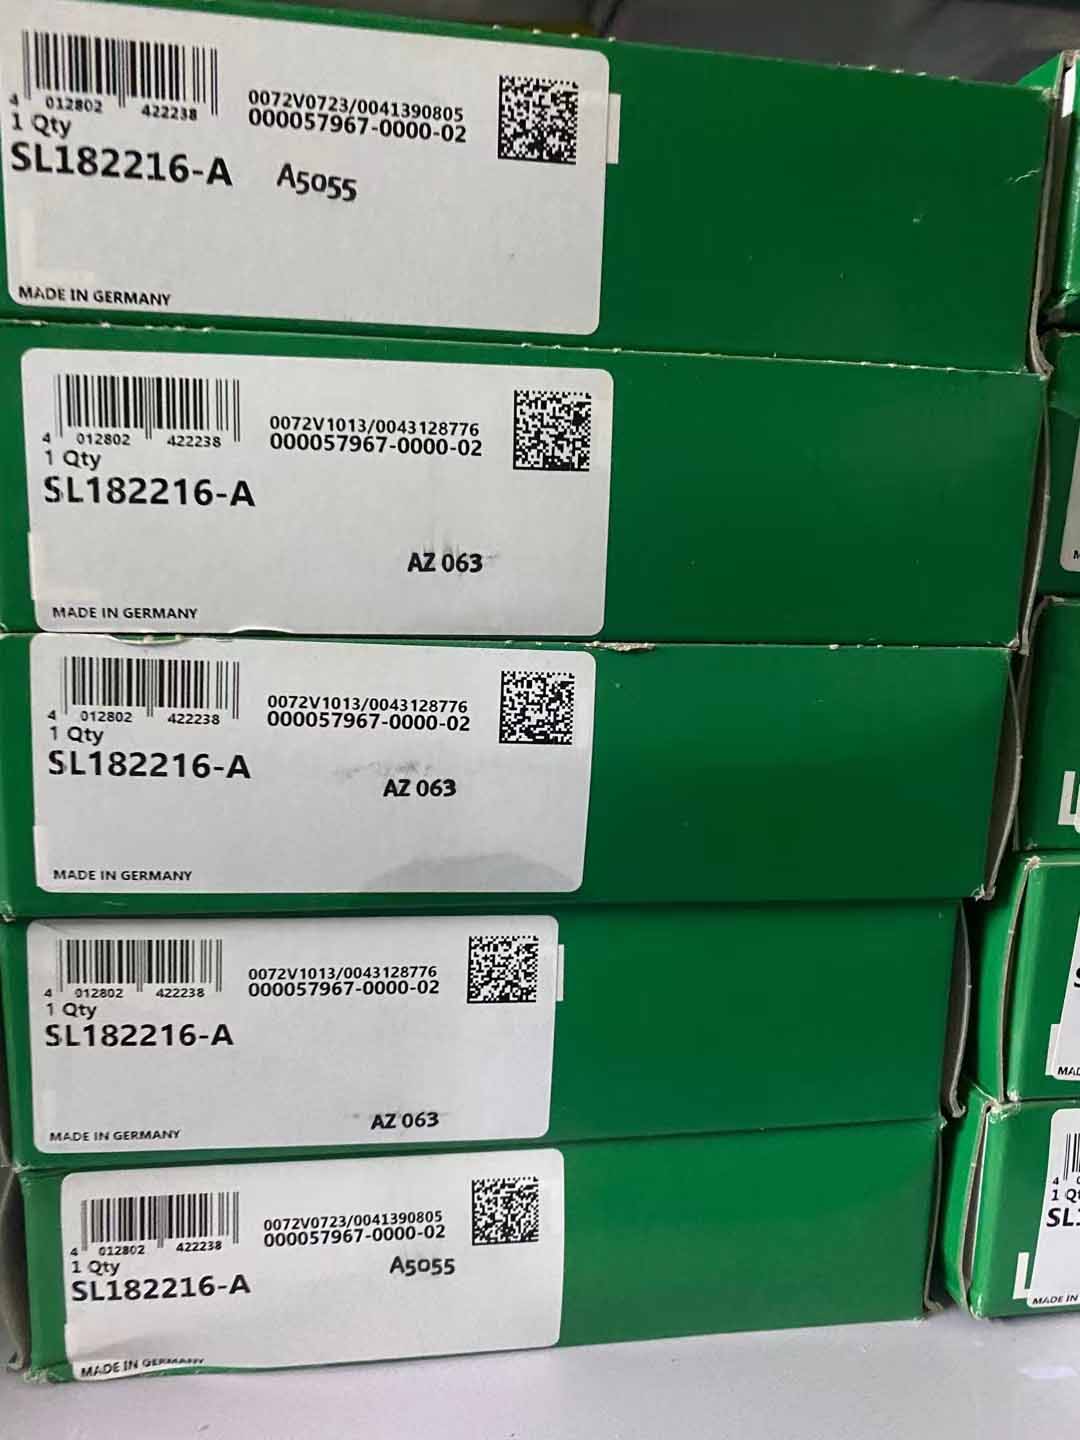 4 012802 422238
0072V0723/0041390805
000057967-0000-02
1 Qty
SL182216-A A5055
MADE IN GERMANY
4 012802 422238
0072V1013/0043128776
000057967-0000-02
1 Qty
SL182216-A
AZ 063
MADE IN GERMANY
4 012802 422238
0072V1013/0043128776
000057967-0000-02
1 Qty
SL182216-A
AZ 063
MADE IN GERMANY
4 012802 422238
0072V1013/0043128776
000057967-0000-02
1 Qty
SL182216-A
AZ 063
MADE IN GERMANY
4 012802 422238
0072V0723/0041390805
000057967-0000-02
1 Qty
A5055
SL182216-A
MADE IN GERMANY
4
MADE IN